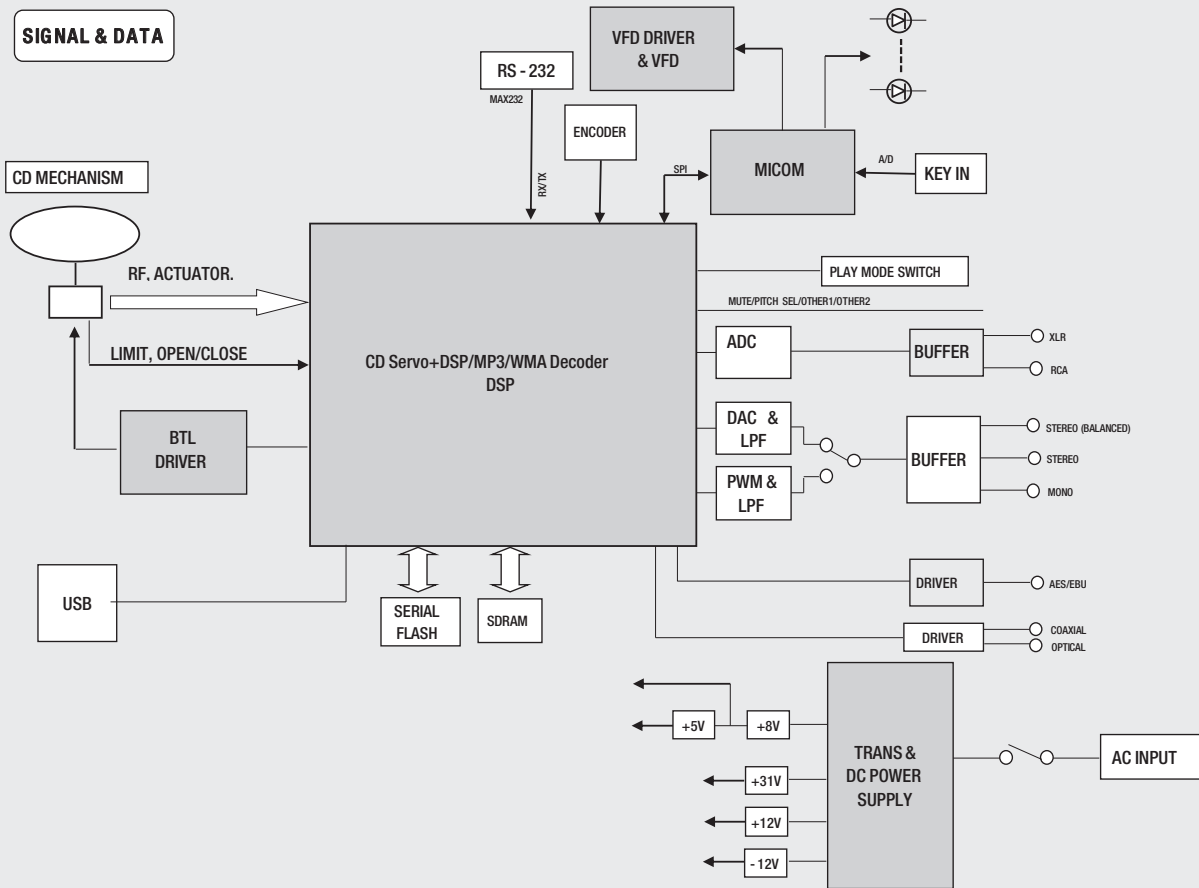 SIGNAL & DATA
VFD DRIVER
& VFD
RS - 232
MAX232
ENCODER
RX/TX
SPI
MICOM
A/D
KEY IN
CD MECHANISM
RF, ACTUATOR.
LIMIT, OPEN/CLOSE
BTL
DRIVER
CD Servo+DSP/MP3/WMA Decoder
DSP
PLAY MODE SWITCH
MUTE/PITCH SEL/OTHER1/OTHER2
ADC
BUFFER
XLR
RCA
DAC &
LPF
PWM &
LPF
BUFFER
STEREO (BALANCED)
STEREO
MONO
USB
SERIAL
FLASH
SDRAM
DRIVER
AES/EBU
DRIVER
COAXIAL
OPTICAL
+5V
+8V
+31V
+12V
- 12V
TRANS &
DC POWER
SUPPLY
AC INPUT